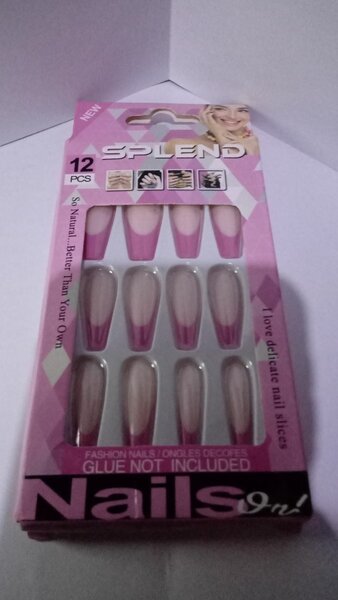 NEW
SPLEND
12
PCS
So Natural...Better Than Your Own
I love delicate nail slices
FASHION NAILS / ONGLES DECOFES
GLUE NOT INCLUDED
Nails On!